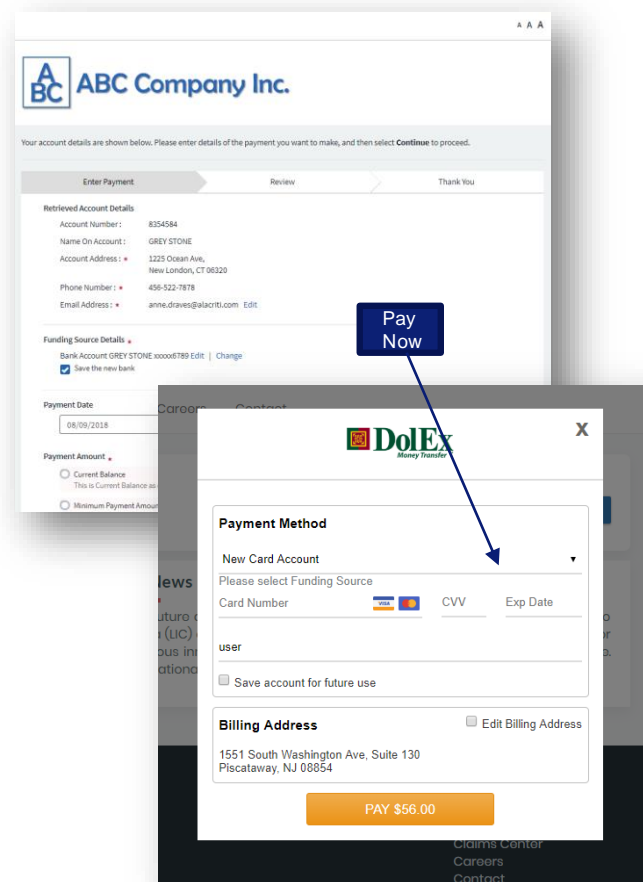 A A A
ABC
ABC Company Inc.
Your account details are shown below. Please enter details of the payment you want to make, and then select Continue to proceed.
Enter Payment Review Thank You
Retrieved Account Details
Account Number : 8354584
Name On Account : GREY STONE
Account Address : * 1225 Ocean Ave,
New London, CT 06320
Phone Number : * 456-522-7878
Email Address : * anne.draves@alacriti.com Edit
Funding Source Details *
Bank Account GREY STONE xxxxx6789 Edit | Change
Save the new bank
Payment Date
08/09/2018
Payment Amount *
Current Balance
This is Current Balance as
Minimum Payment Amoun
Pay
Now
Careers Contact
DolEx
Money Transfer
X
Payment Method
New Card Account
Please select Funding Source
Card Number VISA CVV Exp Date
user
Save account for future use
Billing Address Edit Billing Address
1551 South Washington Ave, Suite 130
Piscataway, NJ 08854
PAY $56.00
News
(LIC)
Claims Center
Careers
Contact